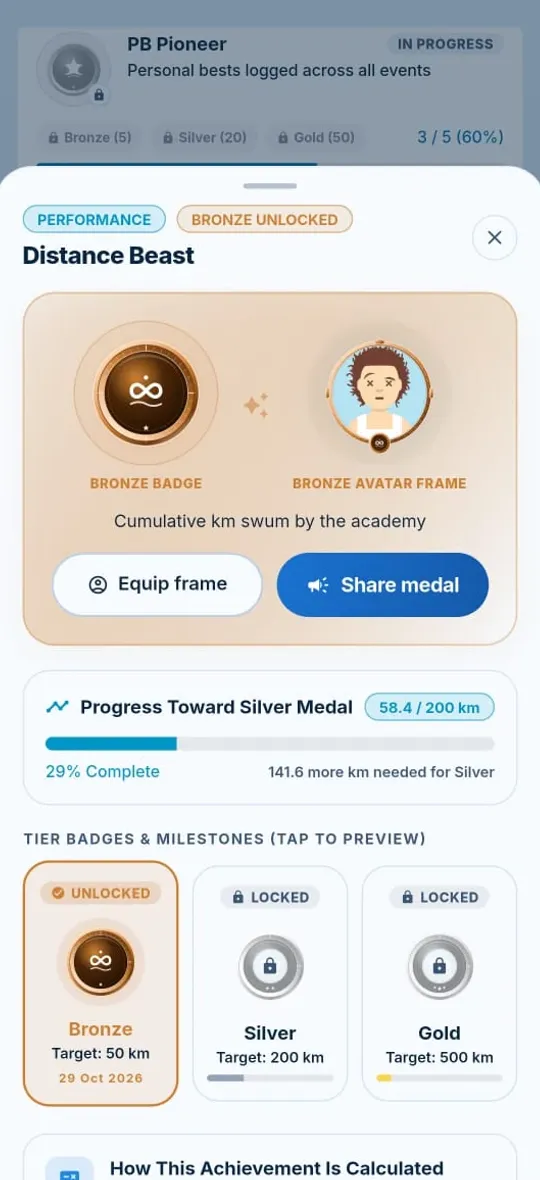 PB Pioneer
IN PROGRESS
Personal bests logged across all events
Bronze (5)
Silver (20)
Gold (50)
3 / 5 (60%)
PERFORMANCE
BRONZE UNLOCKED
Distance Beast
BRONZE BADGE
BRONZE AVATAR FRAME
Cumulative km swum by the academy
Equip frame
Share medal
Progress Toward Silver Medal
58.4 / 200 km
29% Complete
141.6 more km needed for Silver
TIER BADGES & MILESTONES (TAP TO PREVIEW)
UNLOCKED
Bronze
Target: 50 km
29 Oct 2026
LOCKED
Silver
Target: 200 km
LOCKED
Gold
Target: 500 km
How This Achievement Is Calculated